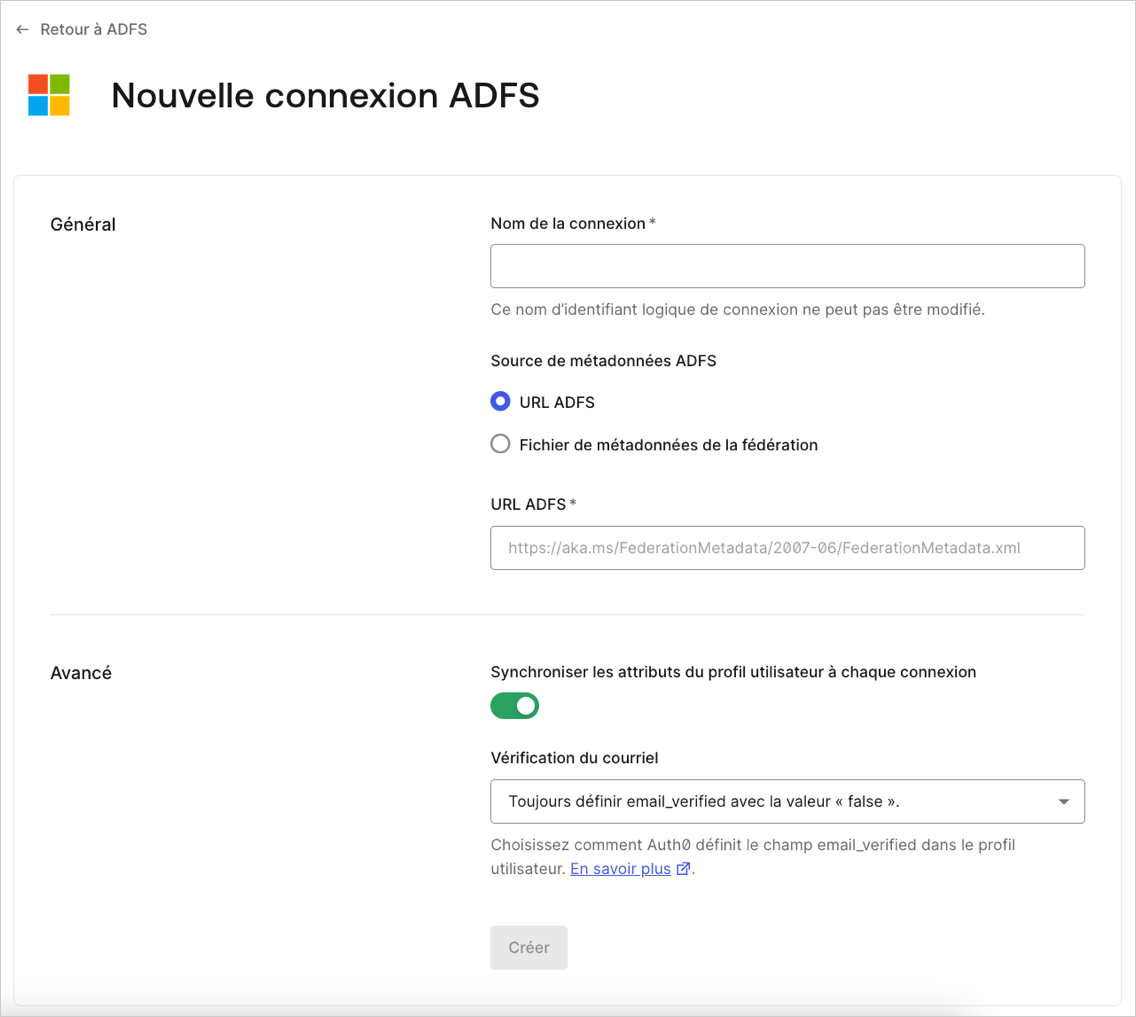 Retour à ADFS
Nouvelle connexion ADFS
Général
Nom de la connexion *
Ce nom d’identifiant logique de connexion ne peut pas être modifié.
Source de métadonnées ADFS
URL ADFS
Fichier de métadonnées de la fédération
URL ADFS *
https://aka.ms/FederationMetadata/2007-06/FederationMetadata.xml
Avancé
Synchroniser les attributs du profil utilisateur à chaque connexion
Vérification du courriel
Toujours définir email_verified avec la valeur « false ».
Choisissez comment Auth0 définit le champ email_verified dans le profil
utilisateur. En savoir plus.
Créer